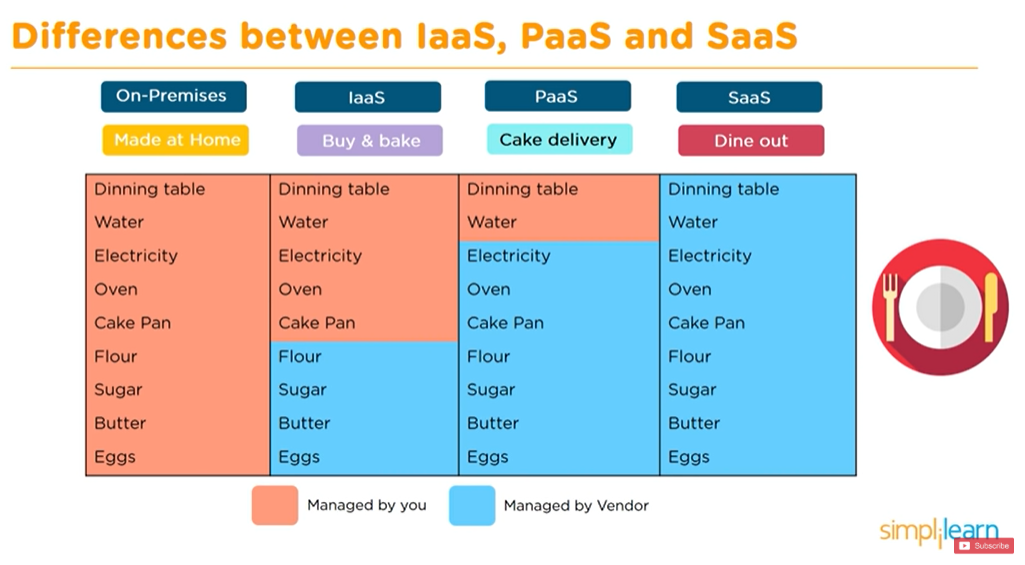 Differences between IaaS, PaaS and SaaS
On-Premises IaaS PaaS SaaS
Made at Home Buy & bake Cake delivery Dine out
Dinning table Dinning table Dinning table Dinning table
Water Water Water Water
Electricity Electricity Electricity Electricity
Oven Oven Oven Oven
Cake Pan Cake Pan Cake Pan Cake Pan
Flour Flour Flour Flour
Sugar Sugar Sugar Sugar
Butter Butter Butter Butter
Eggs Eggs Eggs Eggs
Managed by you Managed by Vendor
simplilearn
Subscribe